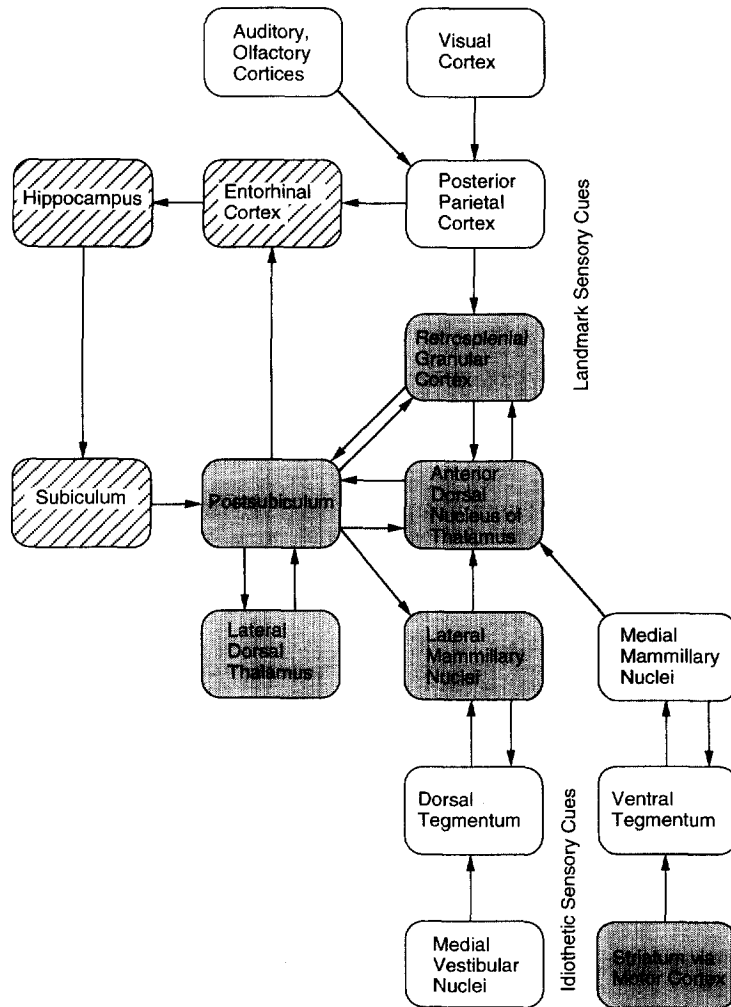 Auditory,
Olfactory
Cortices
Visual
Cortex
Hippocampus
Entorhinal
Cortex
Posterior
Parietal
Cortex
Landmark Sensory Cues
Retrosplenial
Granular
Cortex
Subiculum
Postsubiculum
Anterior
Dorsal
Nucleus of
Thalamus
Lateral
Dorsal
Thalamus
Lateral
Mammillary
Nuclei
Medial
Mammillary
Nuclei
Dorsal
Tegmentum
Ventral
Tegmentum
Idiothetic Sensory Cues
Medial
Vestibular
Nuclei
Striatum via
Motor Cortex